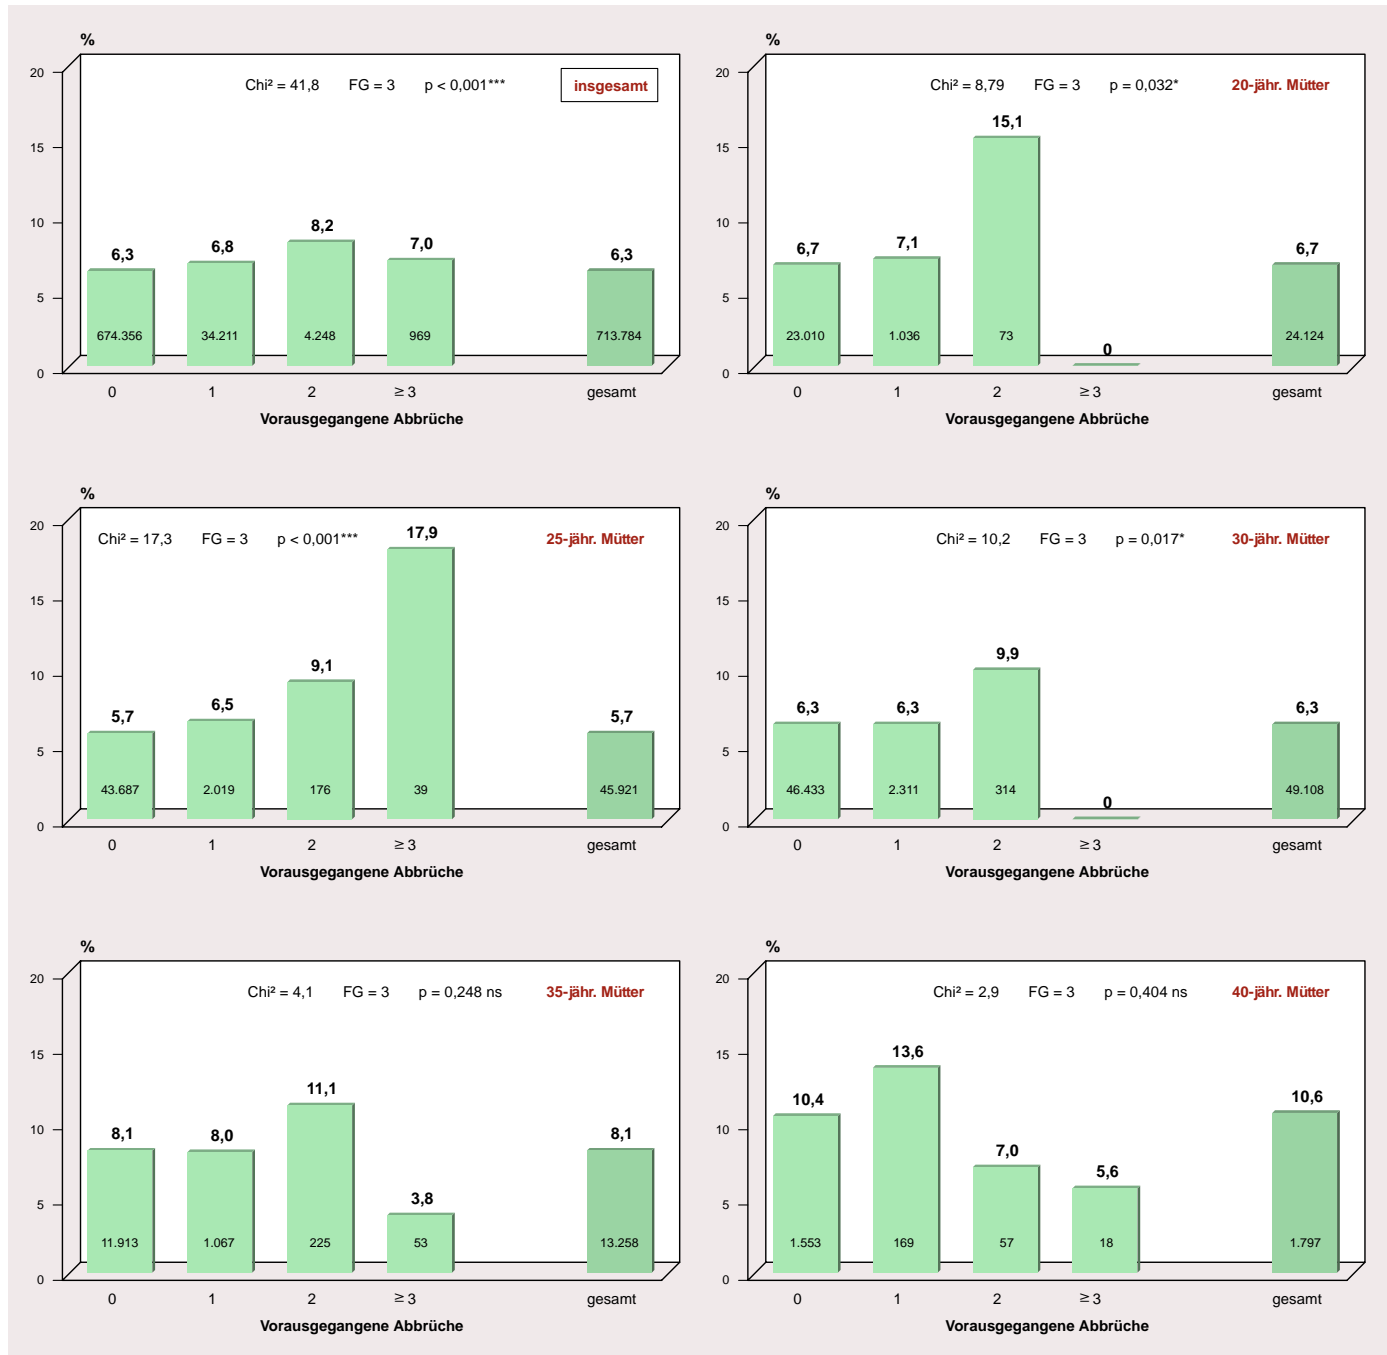 %
20
15
10
5
0
Chi² = 41,8 FG = 3 p < 0,001*** insgesamt
6,3 6,8 8,2 7,0 6,3
674.356 34.211 4.248 969 713.784
0 1 2 ≥ 3 gesamt
Vorausgegangene Abbrüche
%
20
15
10
5
0
Chi² = 8,79 FG = 3 p = 0,032* 20-jähr. Mütter
6,7 7,1 15,1 0 6,7
23.010 1.036 73 24.124
0 1 2 ≥ 3 gesamt
Vorausgegangene Abbrüche
%
20
15
10
5
0
Chi² = 17,3 FG = 3 p < 0,001*** 25-jähr. Mütter
5,7 6,5 9,1 17,9 5,7
43.687 2.019 176 39 45.921
0 1 2 ≥ 3 gesamt
Vorausgegangene Abbrüche
%
20
15
10
5
0
Chi² = 10,2 FG = 3 p = 0,017* 30-jähr. Mütter
6,3 6,3 9,9 0 6,3
46.433 2.311 314 49.108
0 1 2 ≥ 3 gesamt
Vorausgegangene Abbrüche
%
20
15
10
5
0
Chi² = 4,1 FG = 3 p = 0,248 ns 35-jähr. Mütter
8,1 8,0 11,1 3,8 8,1
11.913 1.067 225 53 13.258
0 1 2 ≥ 3 gesamt
Vorausgegangene Abbrüche
%
20
15
10
5
0
Chi² = 2,9 FG = 3 p = 0,404 ns 40-jähr. Mütter
10,4 13,6 7,0 5,6 10,6
1.553 169 57 18 1.797
0 1 2 ≥ 3 gesamt
Vorausgegangene Abbrüche